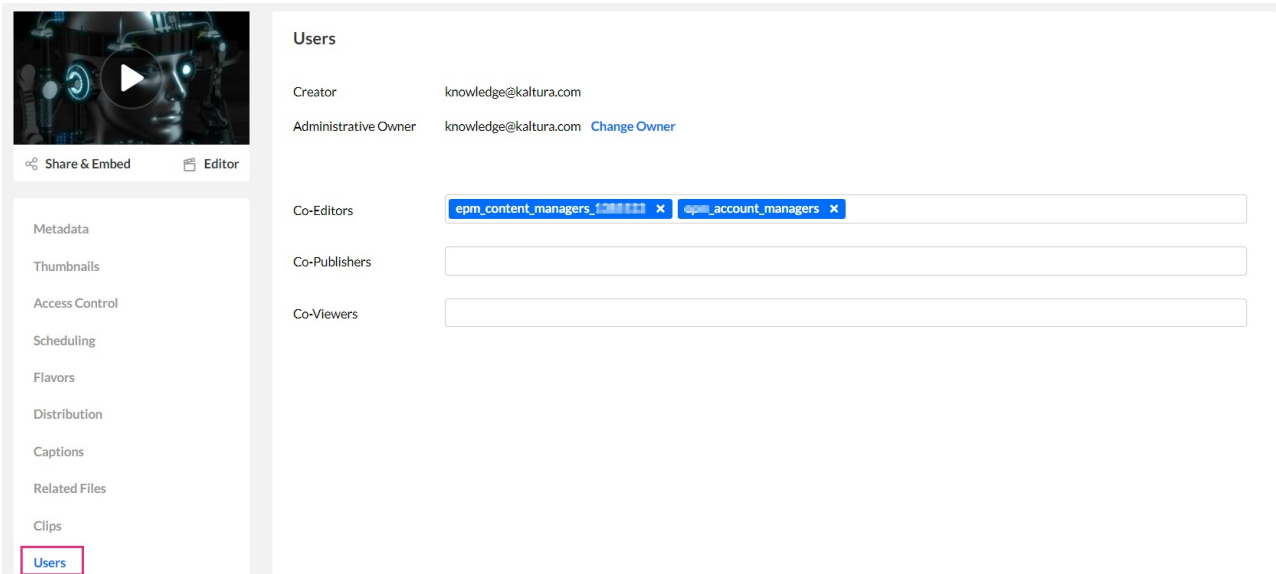 Users
Creator knowledge@kaltura.com
Administrative Owner knowledge@kaltura.com Change Owner
Share & Embed Editor
Co-Editors epm_content_managers_ × _account_managers ×
Metadata
Co-Publishers
Thumbnails
Access Control
Co-Viewers
Scheduling
Flavors
Distribution
Captions
Related Files
Clips
Users